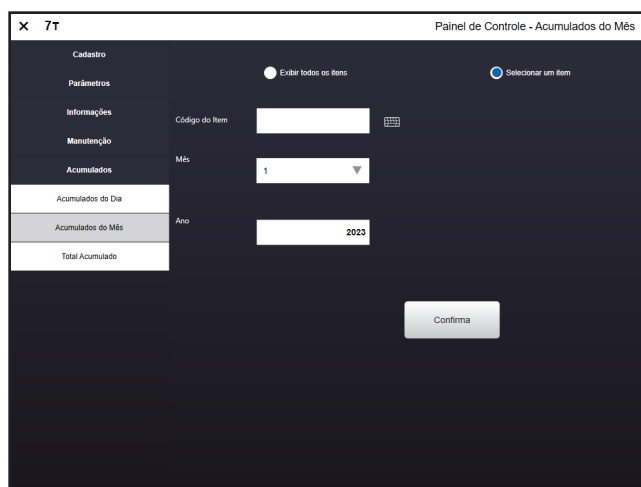 × 7T Painel de Controle - Acumulados do Mês
Cadastro
Parâmetros
Informações
Manutenção
Acumulados
Acumulados do Dia
Acumulados do Mês
Total Acumulado
Exibir todos os itens
Selecionar um item
Código do Item
Mês
1
Ano
2023
Confirma